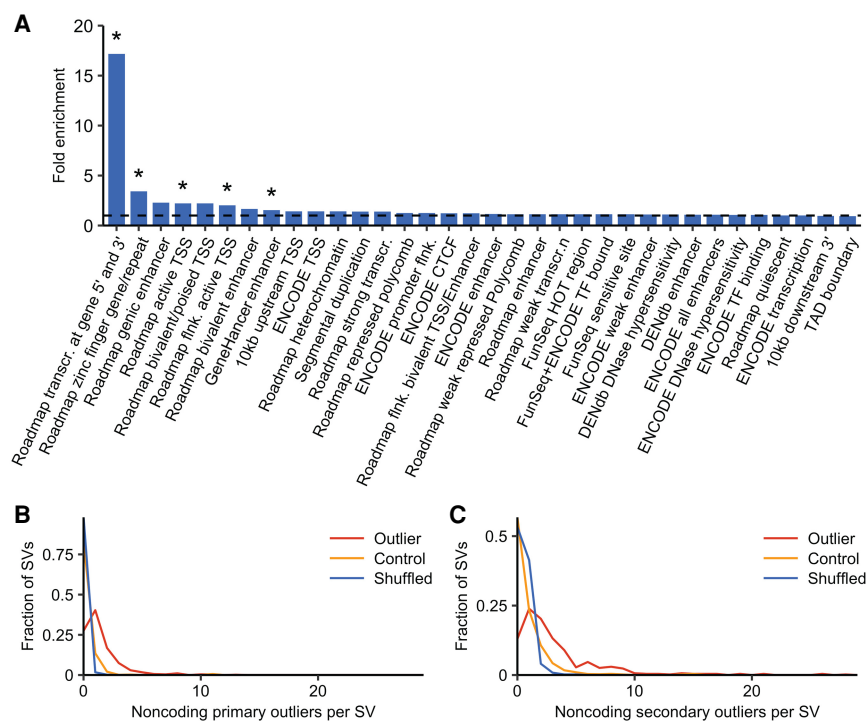 A
20
15
10
5
0
Fold enrichment
*
*
*
*
*
Roadmap transcr. at gene 5' and 3'
Roadmap zinc finger gene/repeat
Roadmap genic enhancer
Roadmap active TSS
Roadmap bivalent/poised TSS
Roadmap flnk. active TSS
Roadmap bivalent enhancer
GeneHancer enhancer
10kb upstream TSS
ENCODE TSS
Roadmap heterochromatin
Segmental duplication
Roadmap strong transcr.
Roadmap repressed polycomb
ENCODE promoter flnk.
ENCODE CTCF
Roadmap flnk. bivalent TSS/Enhancer
ENCODE enhancer
Roadmap weak repressed Polycomb
Roadmap enhancer
Roadmap weak transcr.n
FunSeq HOT region
FunSeq+ENCODE TF bound
FunSeq sensitive site
ENCODE weak enhancer
DENdb DNase hypersensitivity
DENdb enhancer
ENCODE all enhancers
ENCODE DNase hypersensitivity
ENCODE TF binding
Roadmap quiescent
ENCODE transcription
10kb downstream 3'
TAD boundary
B
Fraction of SVs
0.75
0.5
0.25
0
0
10
20
Noncoding primary outliers per SV
Outlier
Control
Shuffled
C
Fraction of SVs
0.5
0.25
0
0
10
20
Noncoding secondary outliers per SV
Outlier
Control
Shuffled